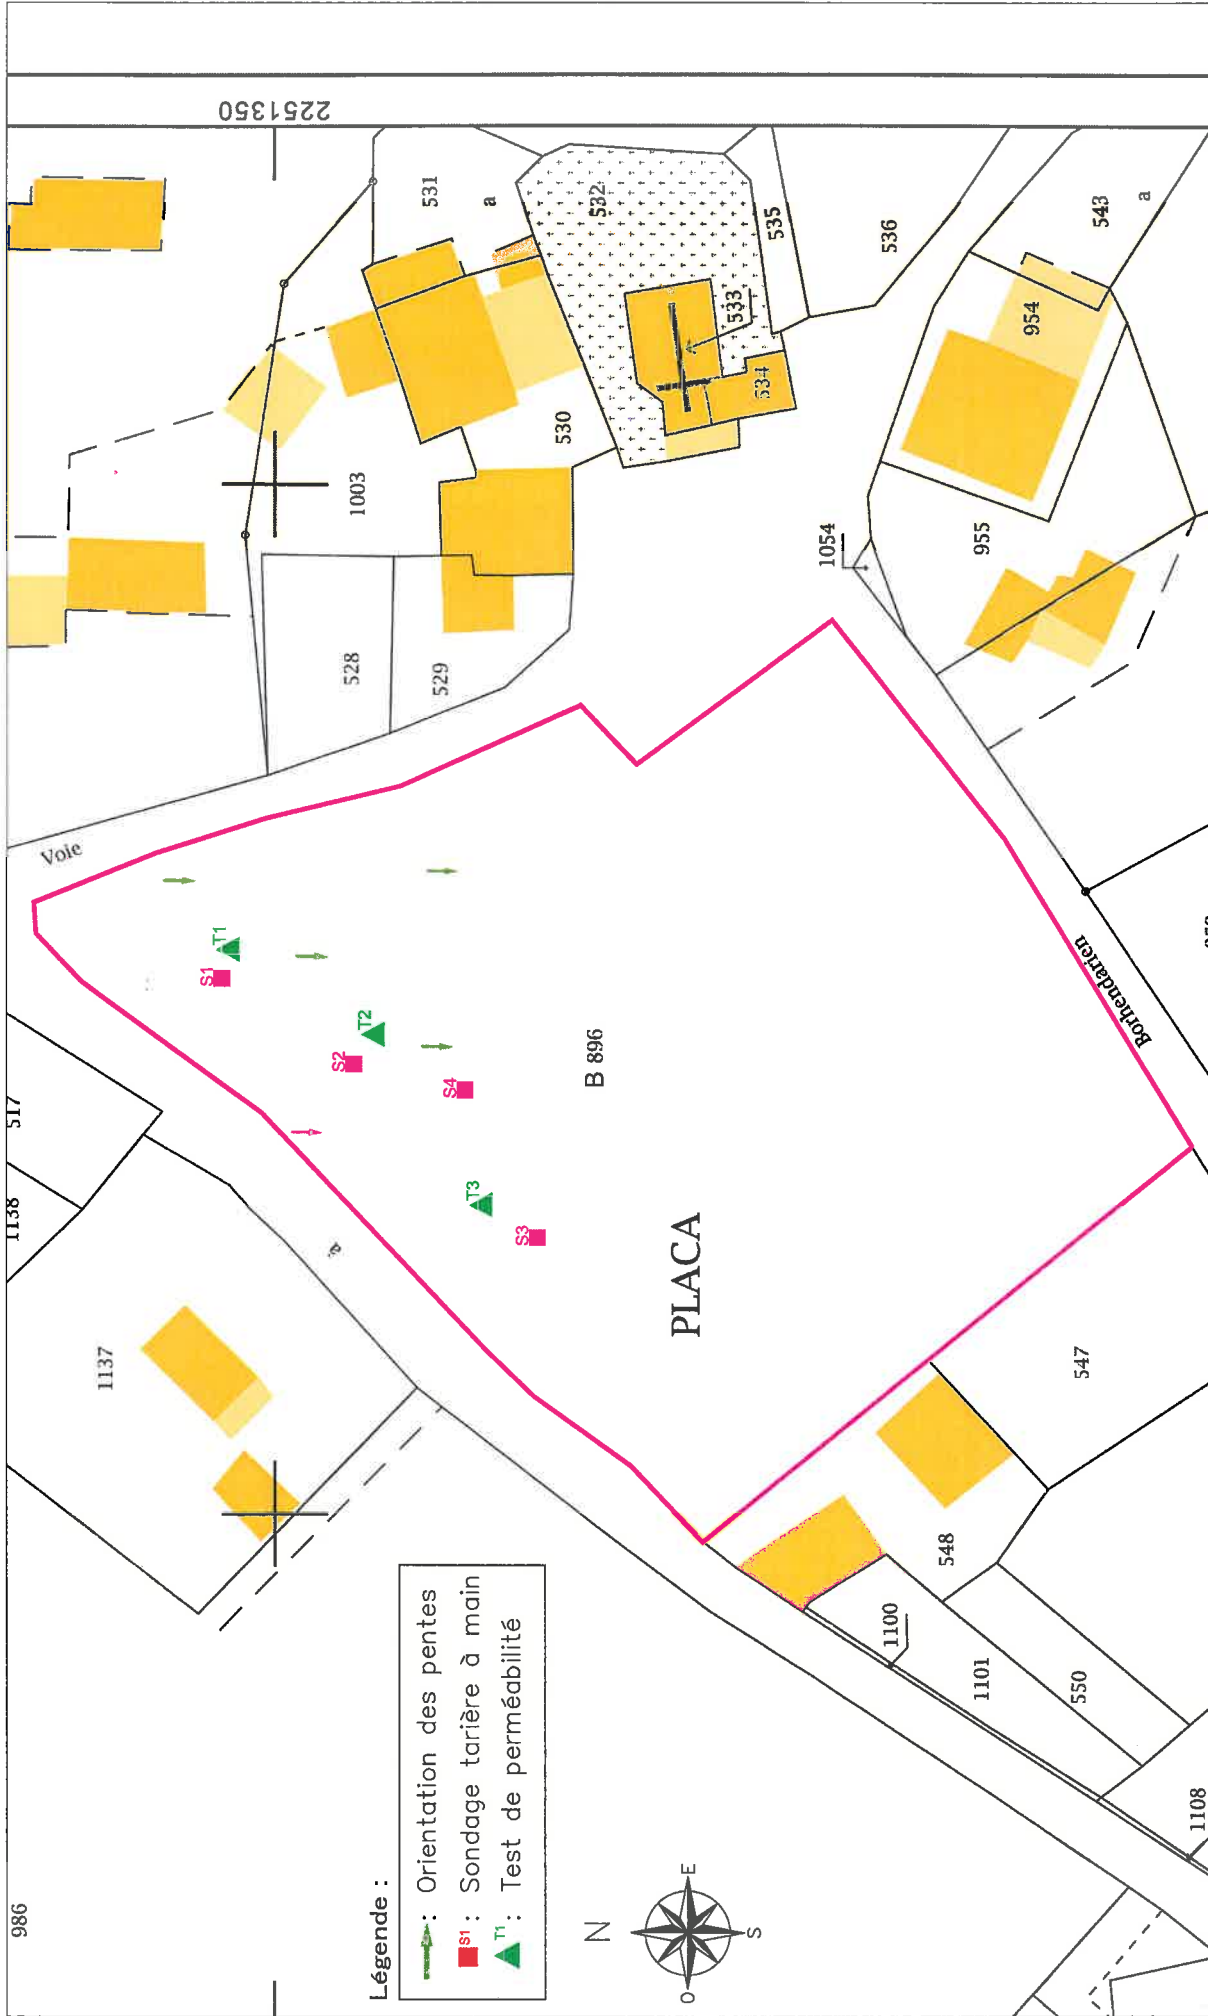 986
1137
1138
517
Voie
2251350
Légende :
: Orientation des pentes
S1 : Sondage tarière à main
T1 : Test de perméabilité
N
E
S
O
a
S1
T1
S2
T2
S4
T3
S3
B 896
PLACA
528
529
1003
530
531
a
532
533
534
535
536
543
a
954
955
1054
Borhendarien
547
548
1100
1101
550
1108